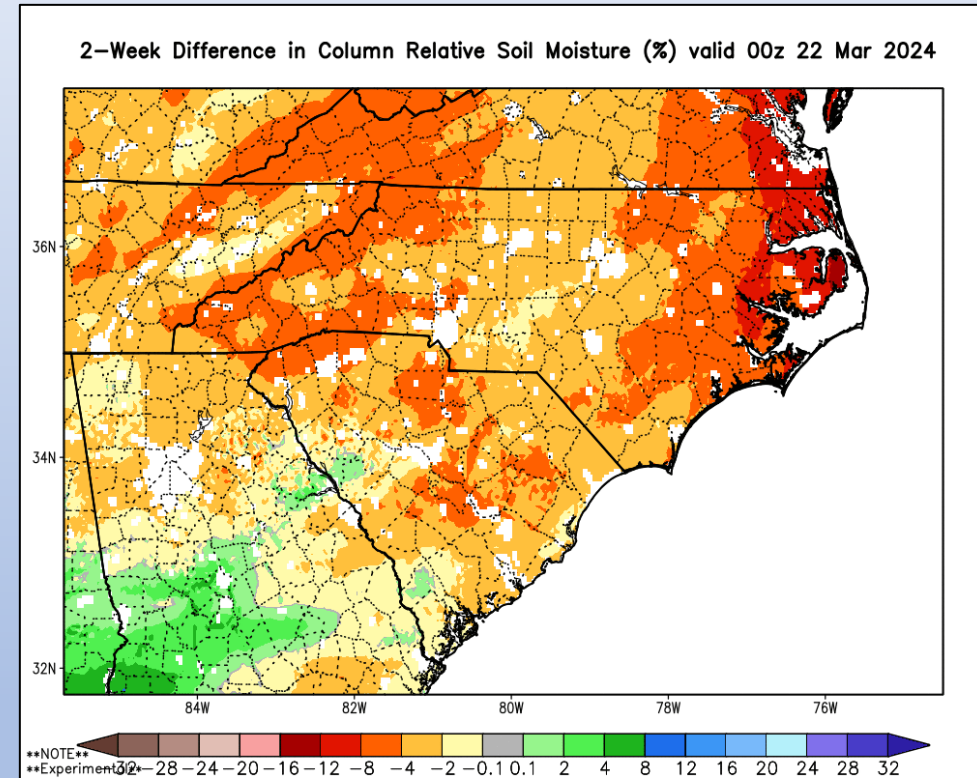 2-Week Difference in Column Relative Soil Moisture (%) valid 00z 22 Mar 2024
36N
34N
32N
84W 82W 80W 78W 76W
**NOTE**
**Experimental** -32 -28 -24 -20 -16 -12 -8 -4 -2 -0.1 0.1 2 4 8 12 16 20 24 28 32